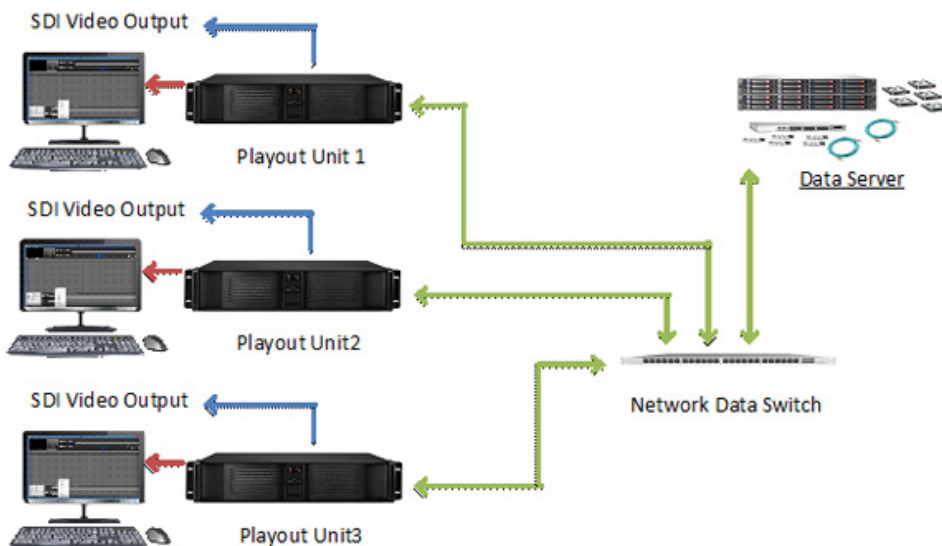 SDI Video Output
Playout Unit 1
Data Server
SDI Video Output
Playout Unit2
Network Data Switch
SDI Video Output
Playout Unit3